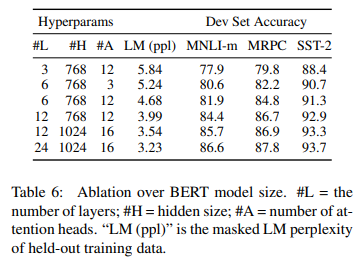 Hyperparams Dev Set Accuracy
#L #H #A LM (ppl) MNLI-m MRPC SST-2
3 768 12 5.84 77.9 79.8 88.4
6 768 3 5.24 80.6 82.2 90.7
6 768 12 4.68 81.9 84.8 91.3
12 768 12 3.99 84.4 86.7 92.9
12 1024 16 3.54 85.7 86.9 93.3
24 1024 16 3.23 86.6 87.8 93.7
Table 6: Ablation over BERT model size. #L = the
number of layers; #H = hidden size; #A = number of at-
tention heads. “LM (ppl)” is the masked LM perplexity
of held-out training data.